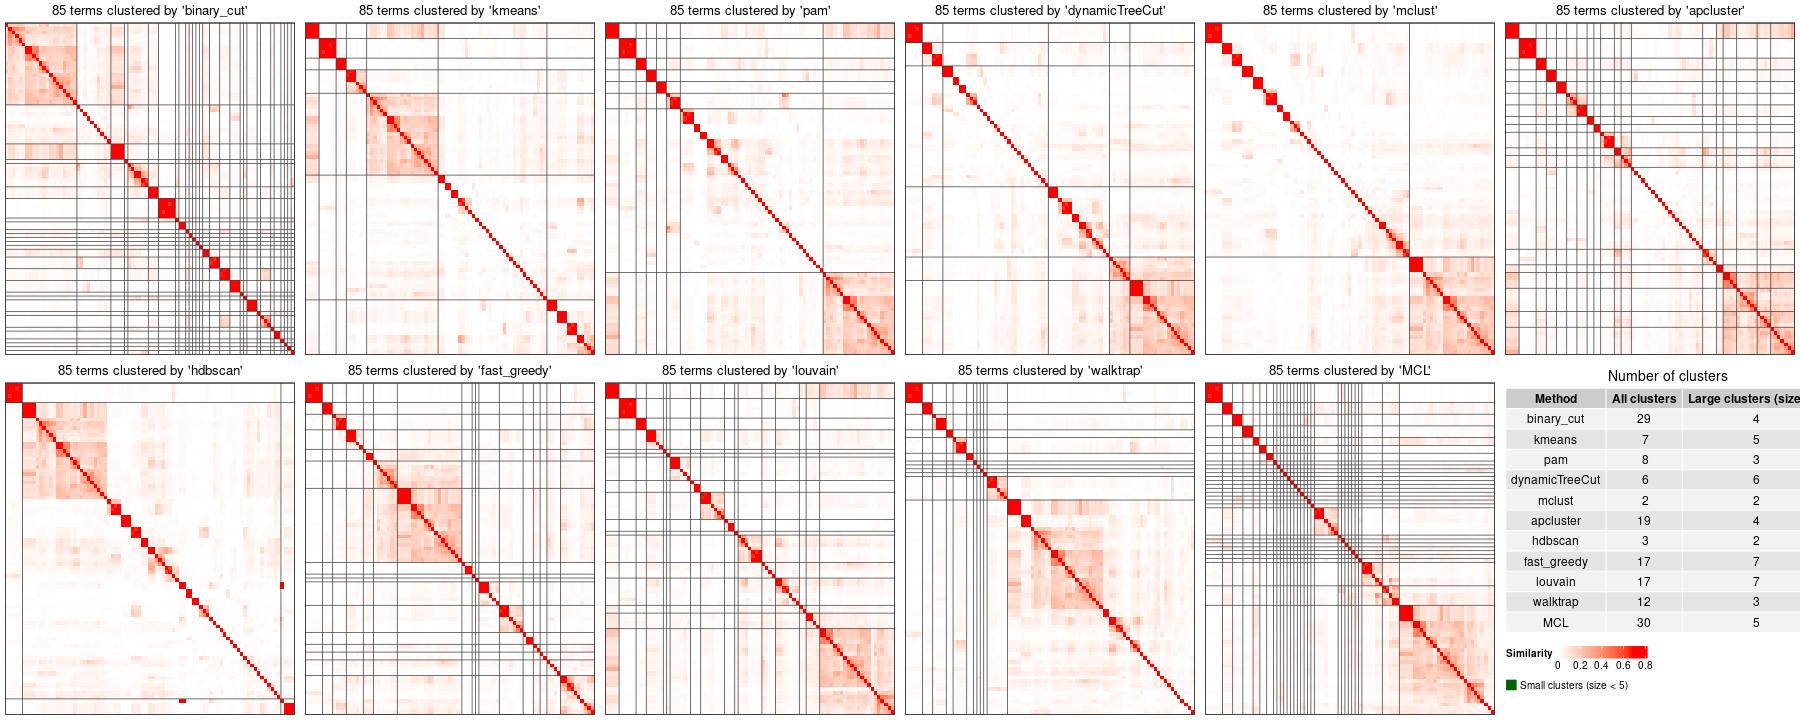 85 terms clustered by 'binary_cut'
85 terms clustered by 'kmeans'
85 terms clustered by 'pam'
85 terms clustered by 'dynamicTreeCut'
85 terms clustered by 'mclust'
85 terms clustered by 'apcluster'
85 terms clustered by 'hdbscan'
85 terms clustered by 'fast_greedy'
85 terms clustered by 'louvain'
85 terms clustered by 'walktrap'
85 terms clustered by 'MCL'
Number of clusters
Method All clusters Large clusters (size
binary_cut 29 4
kmeans 7 5
pam 8 3
dynamicTreeCut 6 6
mclust 2 2
apcluster 19 4
hdbscan 3 2
fast_greedy 17 7
louvain 17 7
walktrap 12 3
MCL 30 5
Similarity
0 0.2 0.4 0.6 0.8
Small clusters (size < 5)